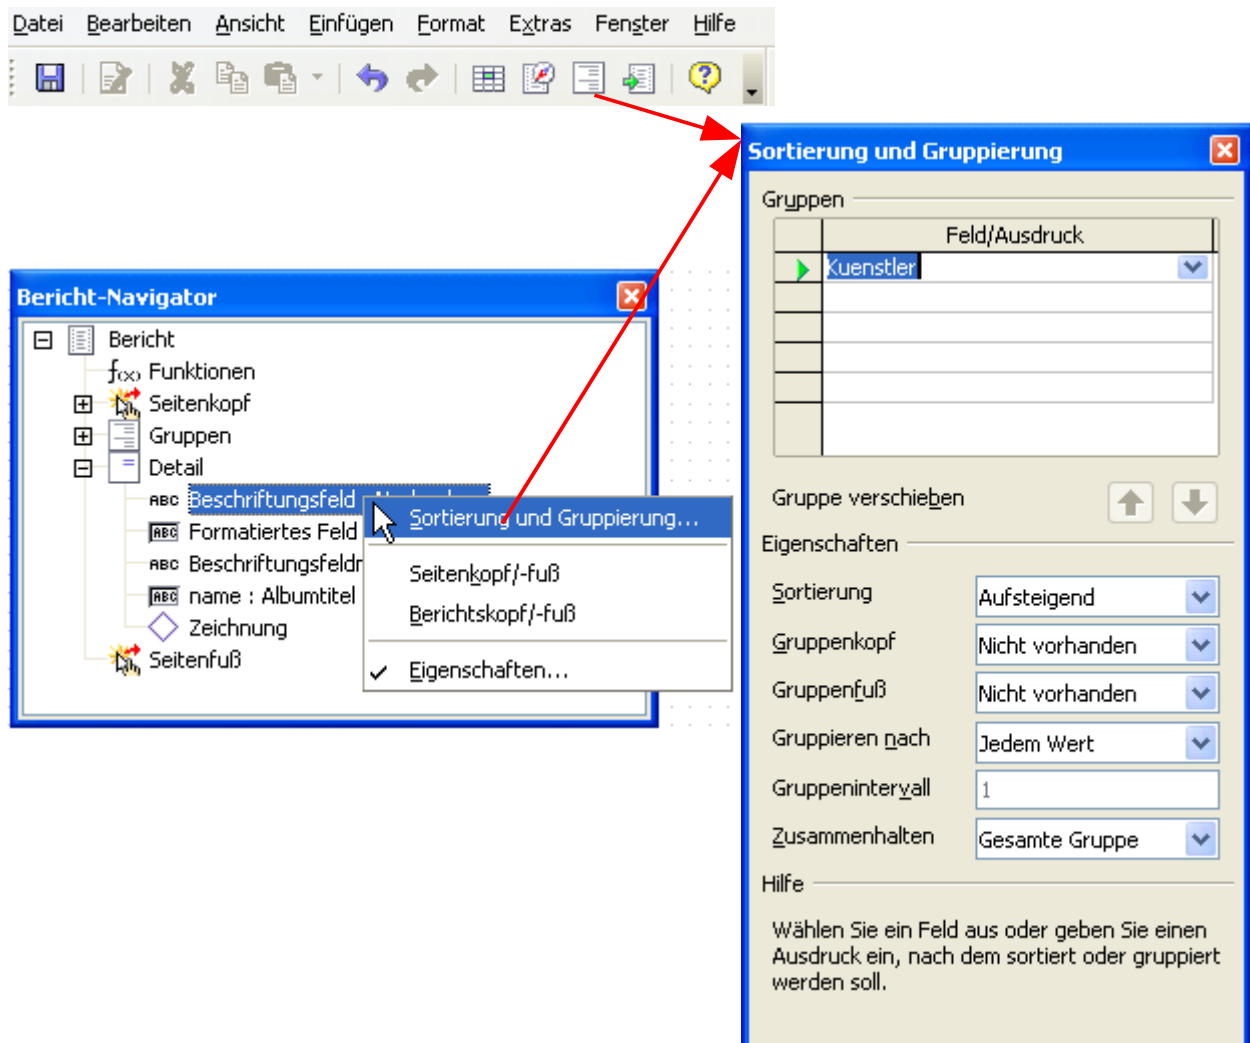 Datei Bearbeiten Ansicht Einfügen Format Extras Fenster Hilfe
Sortierung und Gruppierung
Gruppen
Feld/Ausdruck
Kuenstler
Gruppe verschieben
Eigenschaften
Sortierung Aufsteigend
Gruppenkopf Nicht vorhanden
Gruppenfuß Nicht vorhanden
Gruppieren nach Jedem Wert
Gruppenintervall 1
Zusammenhalten Gesamte Gruppe
Hilfe
Wählen Sie ein Feld aus oder geben Sie einen
Ausdruck ein, nach dem sortiert oder gruppiert
werden soll.
Bericht-Navigator
Bericht
f(x) Funktionen
Seitenkopf
Gruppen
Detail
ABC Beschriftungsfeld
ABC Formatiertes Feld
ABC Beschriftungsfeld
ABC name : Albumtitel
Zeichnung
Seitenfuß
Sortierung und Gruppierung...
Seitenkopf/-fuß
Berichtskopf/-fuß
Eigenschaften...